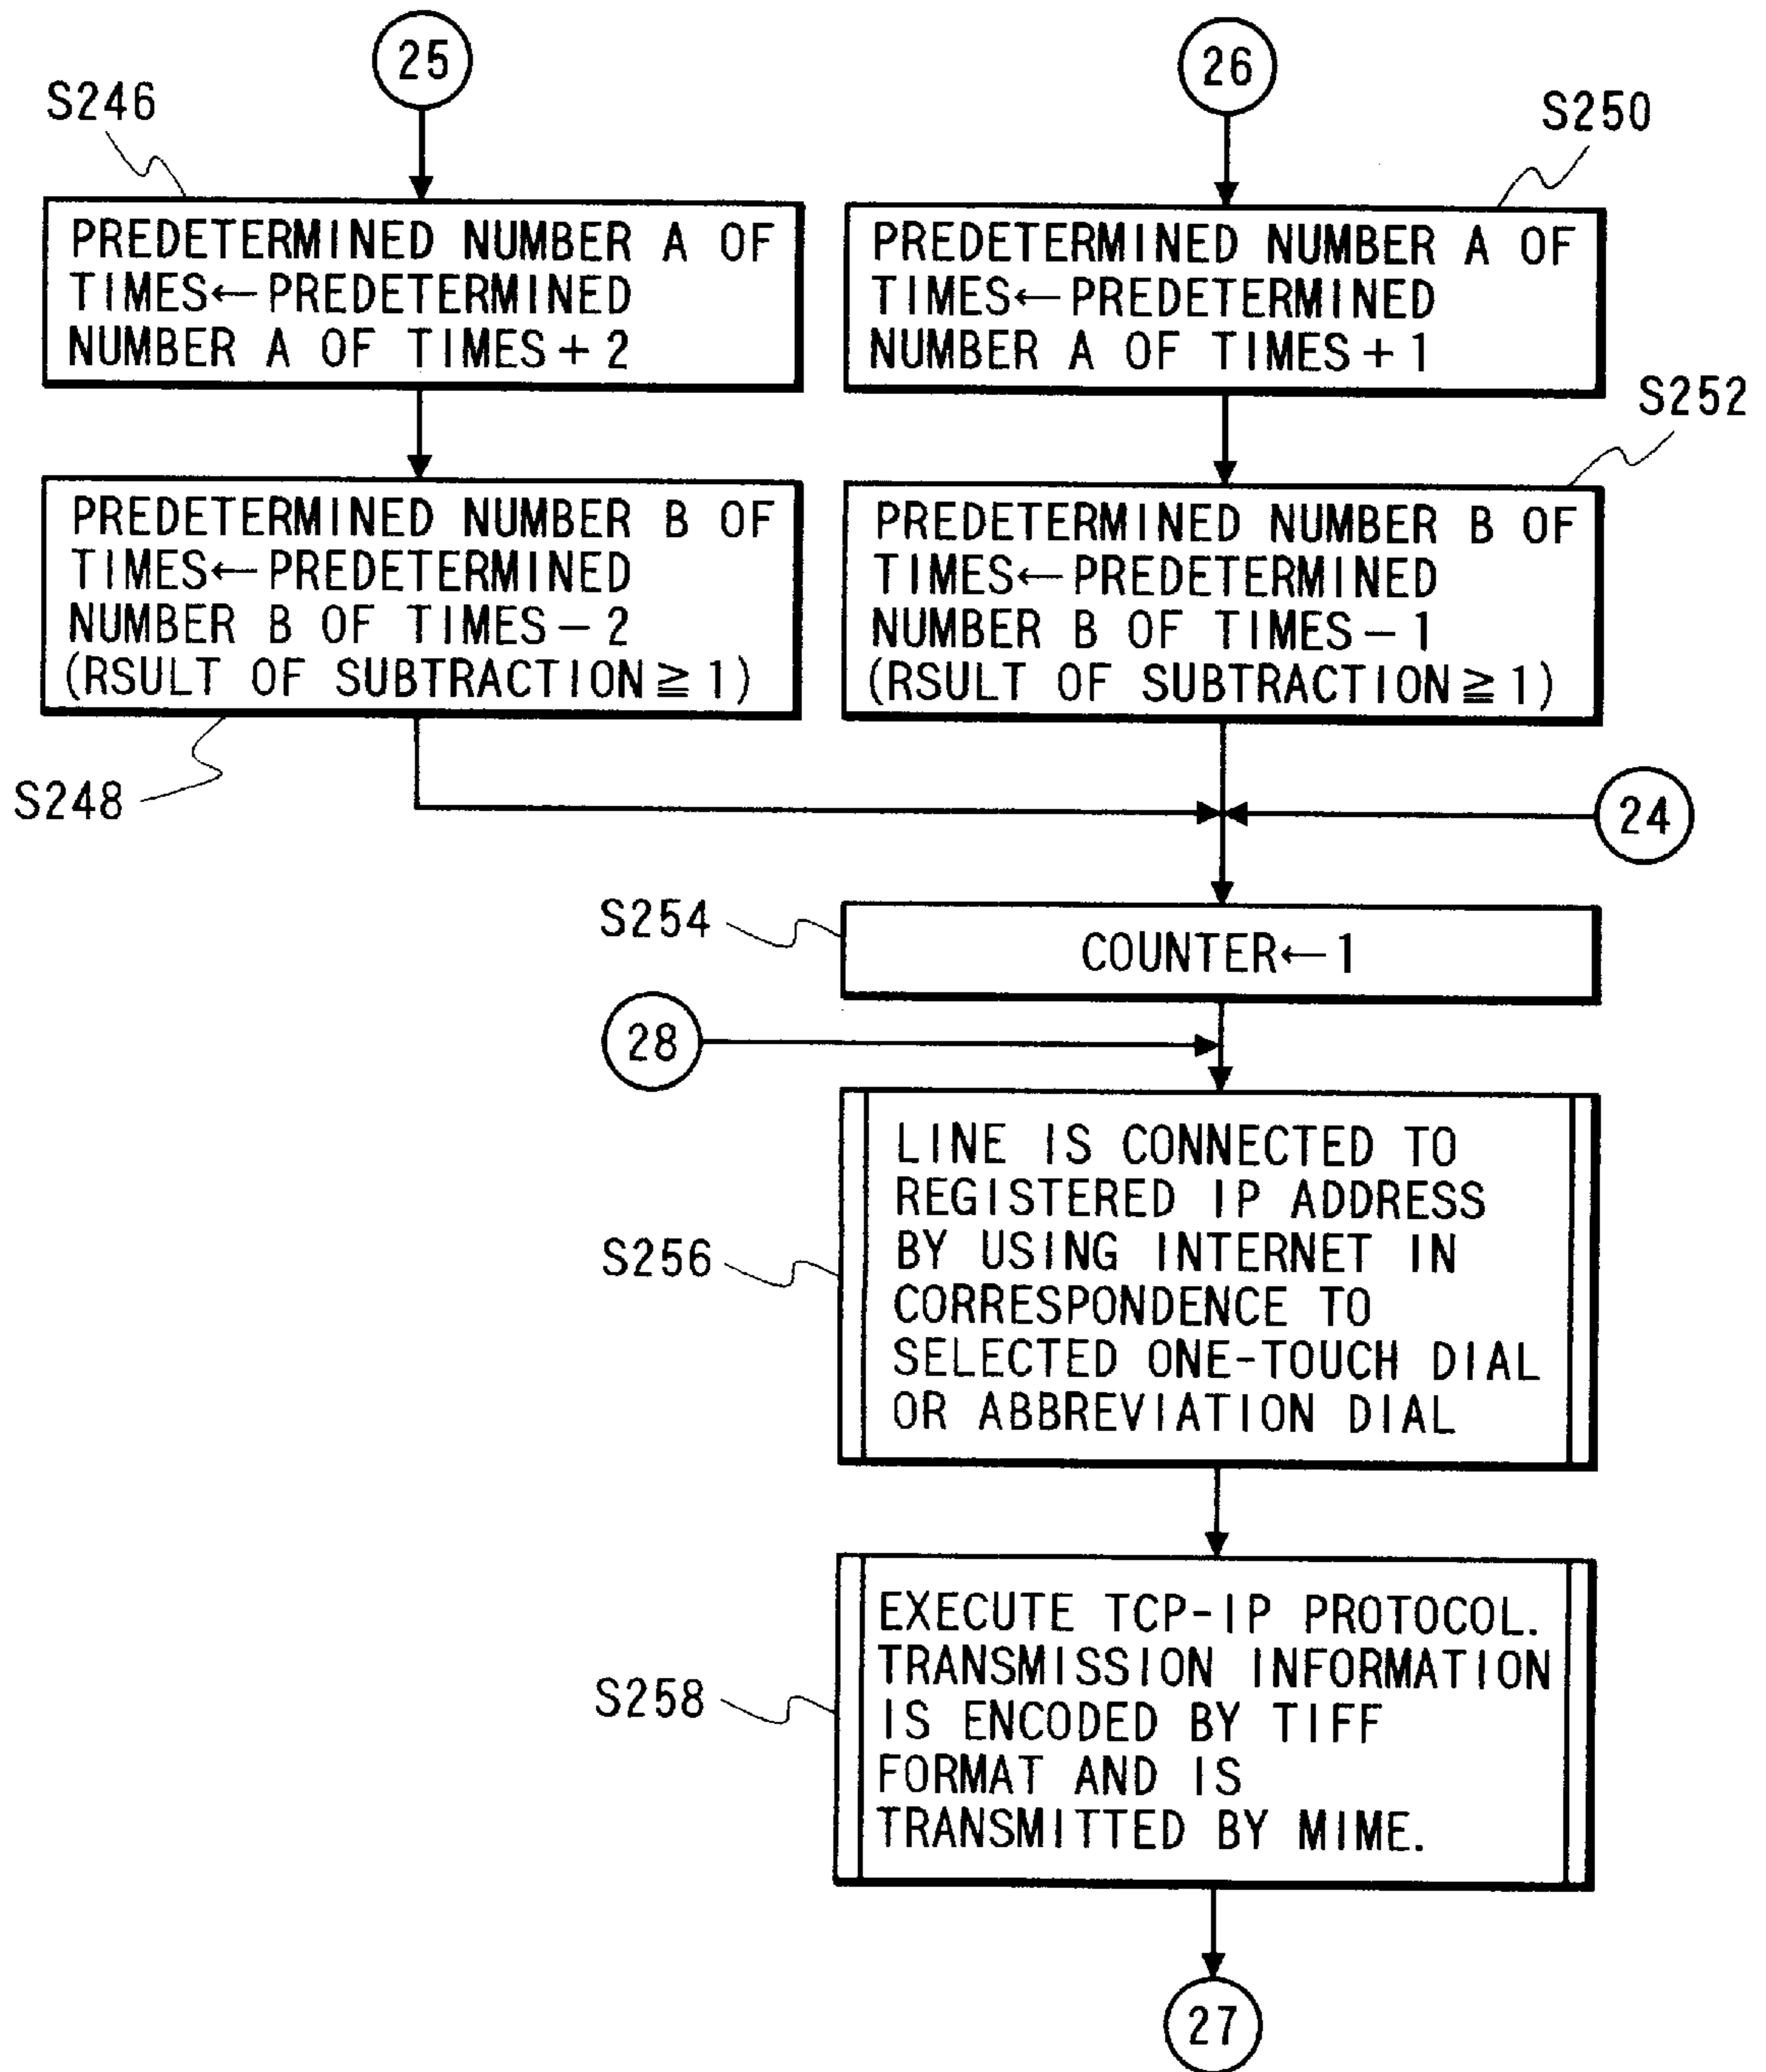 25
S246
PREDETERMINED NUMBER A OF
TIMES←PREDETERMINED
NUMBER A OF TIMES+2
PREDETERMINED NUMBER B OF
TIMES←PREDETERMINED
NUMBER B OF TIMES-2
(RSULT OF SUBTRACTION≧1)
S248
26
S250
PREDETERMINED NUMBER A OF
TIMES←PREDETERMINED
NUMBER A OF TIMES+1
S252
PREDETERMINED NUMBER B OF
TIMES←PREDETERMINED
NUMBER B OF TIMES-1
(RSULT OF SUBTRACTION≧1)
24
S254
COUNTER←1
28
S256
LINE IS CONNECTED TO
REGISTERED IP ADDRESS
BY USING INTERNET IN
CORRESPONDENCE TO
SELECTED ONE-TOUCH DIAL
OR ABBREVIATION DIAL
S258
EXECUTE TCP-IP PROTOCOL.
TRANSMISSION INFORMATION
IS ENCODED BY TIFF
FORMAT AND IS
TRANSMITTED BY MIME.
27